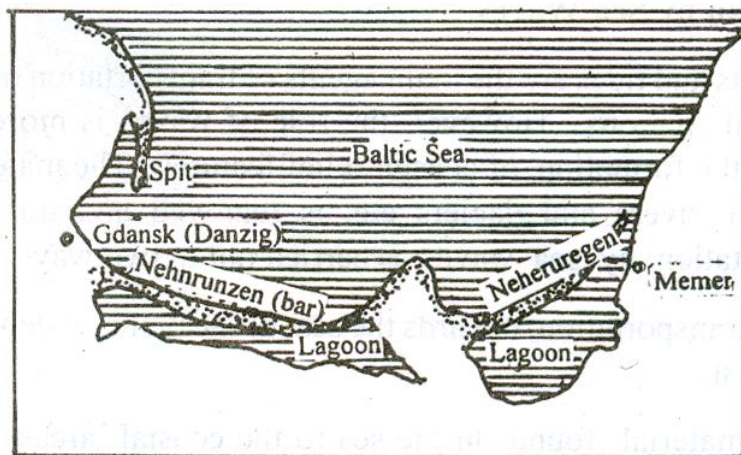 Baltic Sea
Spit
Gdansk (Danzig)
Nehnrunzen (bar)
Neheruregen
Memer
Lagoon
Lagoon